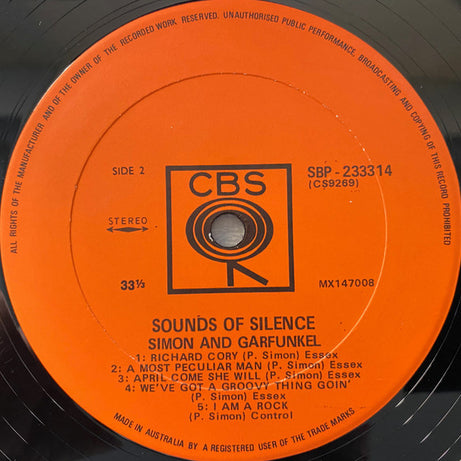 ALL RIGHTS OF THE MANUFACTURER AND OF THE OWNER OF THE RECORDED WORK RESERVED. UNAUTHORISED PUBLIC PERFORMANCE, BROADCASTING AND COPYING OF THIS RECORD PROHIBITED
SIDE 2
CBS
SBP - 233314
(CS9269)
STEREO
33⅓
MX147008
SOUNDS OF SILENCE
SIMON AND GARFUNKEL
1: RICHARD CORY (P. Simon) Essex
2: A MOST PECULIAR MAN (P. Simon) Essex
3: APRIL COME SHE WILL (P. Simon) Essex
4: WE'VE GOT A GROOVY THING GOIN'
(P. Simon) Essex
5: I AM A ROCK
(P. Simon) Control
MADE IN AUSTRALIA BY A REGISTERED USER OF THE TRADE MARKS